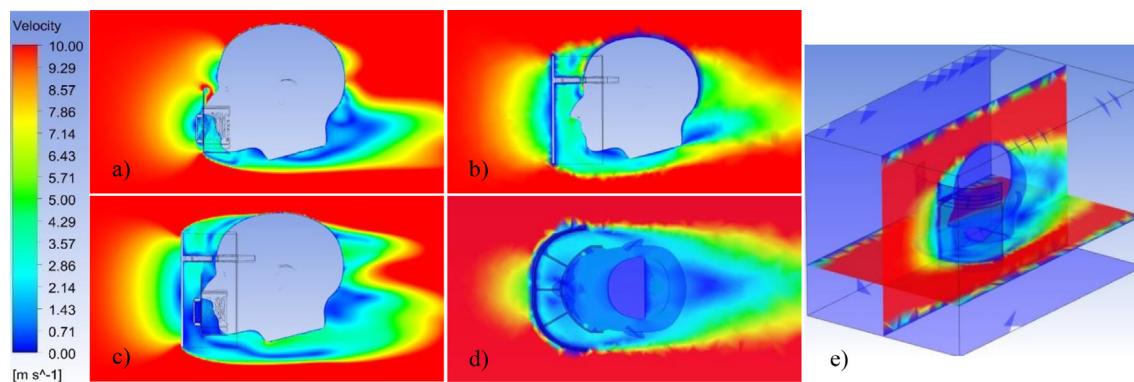 Velocity
10.00
9.29
8.57
7.86
7.14
6.43
5.71
5.00
4.29
3.57
2.86
2.14
1.43
0.71
0.00
[m s^-1]
a)
b)
c)
d)
e)